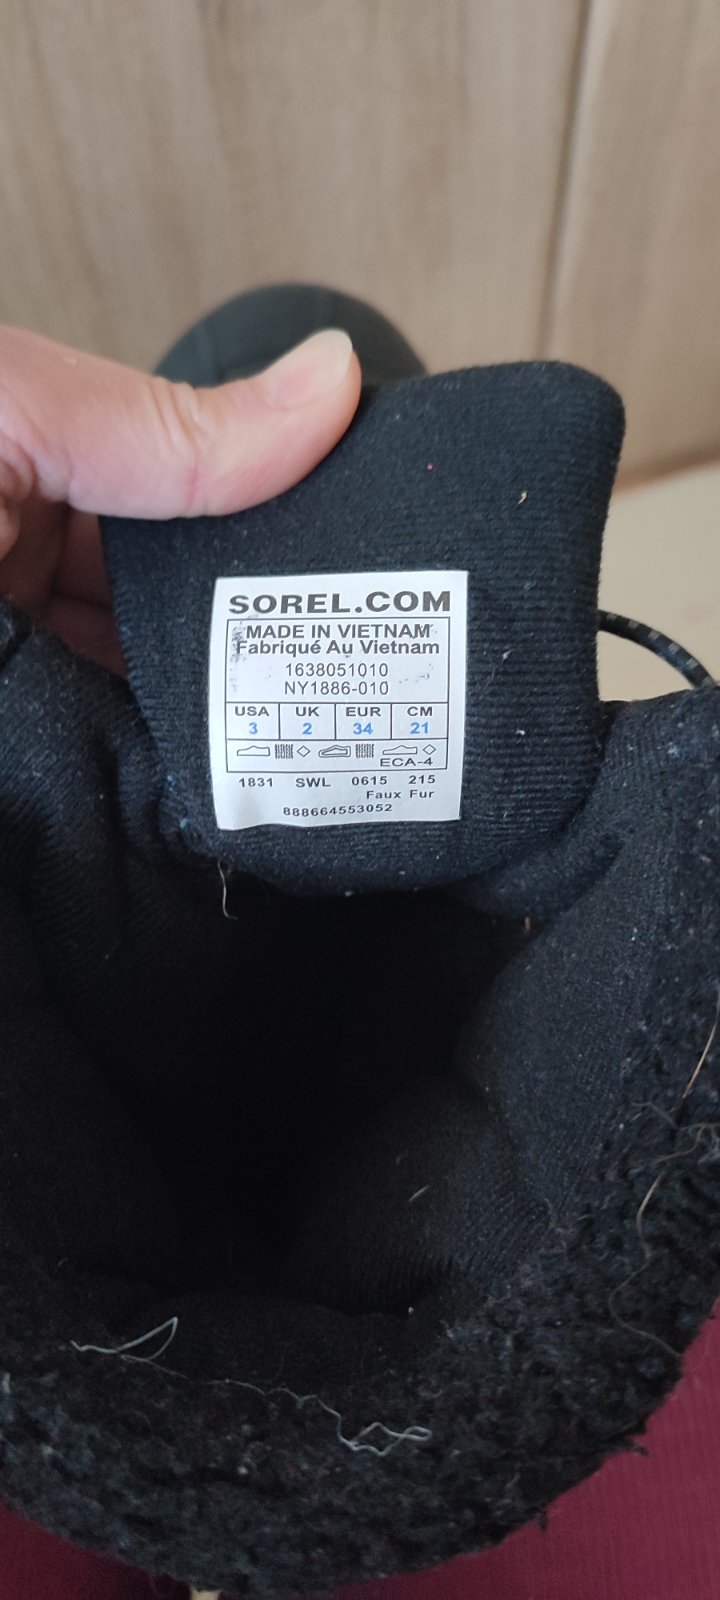 SOREL.COM
MADE IN VIETNAM
Fabriqué Au Vietnam
1638051010
NY1886-010
USA UK EUR CM
3 2 34 21
ECA-4
1831 SWL 0615 215
Faux Fur
888664553052